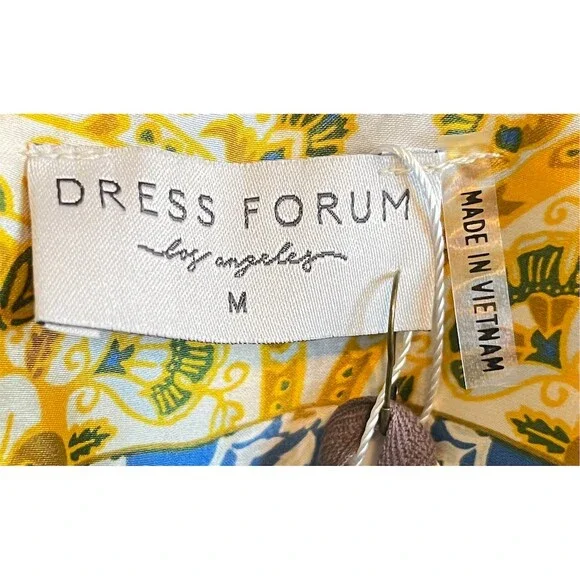 DRESS FORUM
los angeles
M
MADE IN VIETNAM